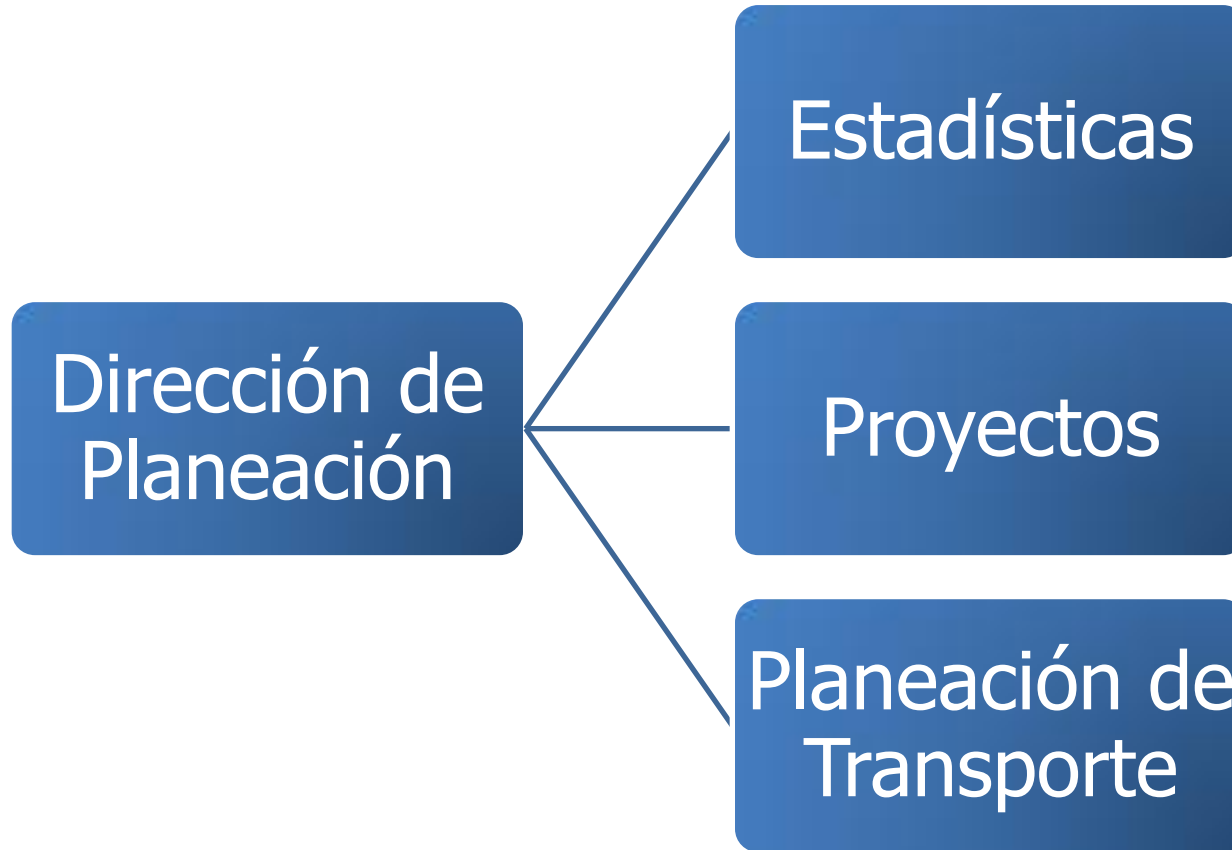 Estadísticas
Dirección de
Planeación
Proyectos
Planeación de
Transporte